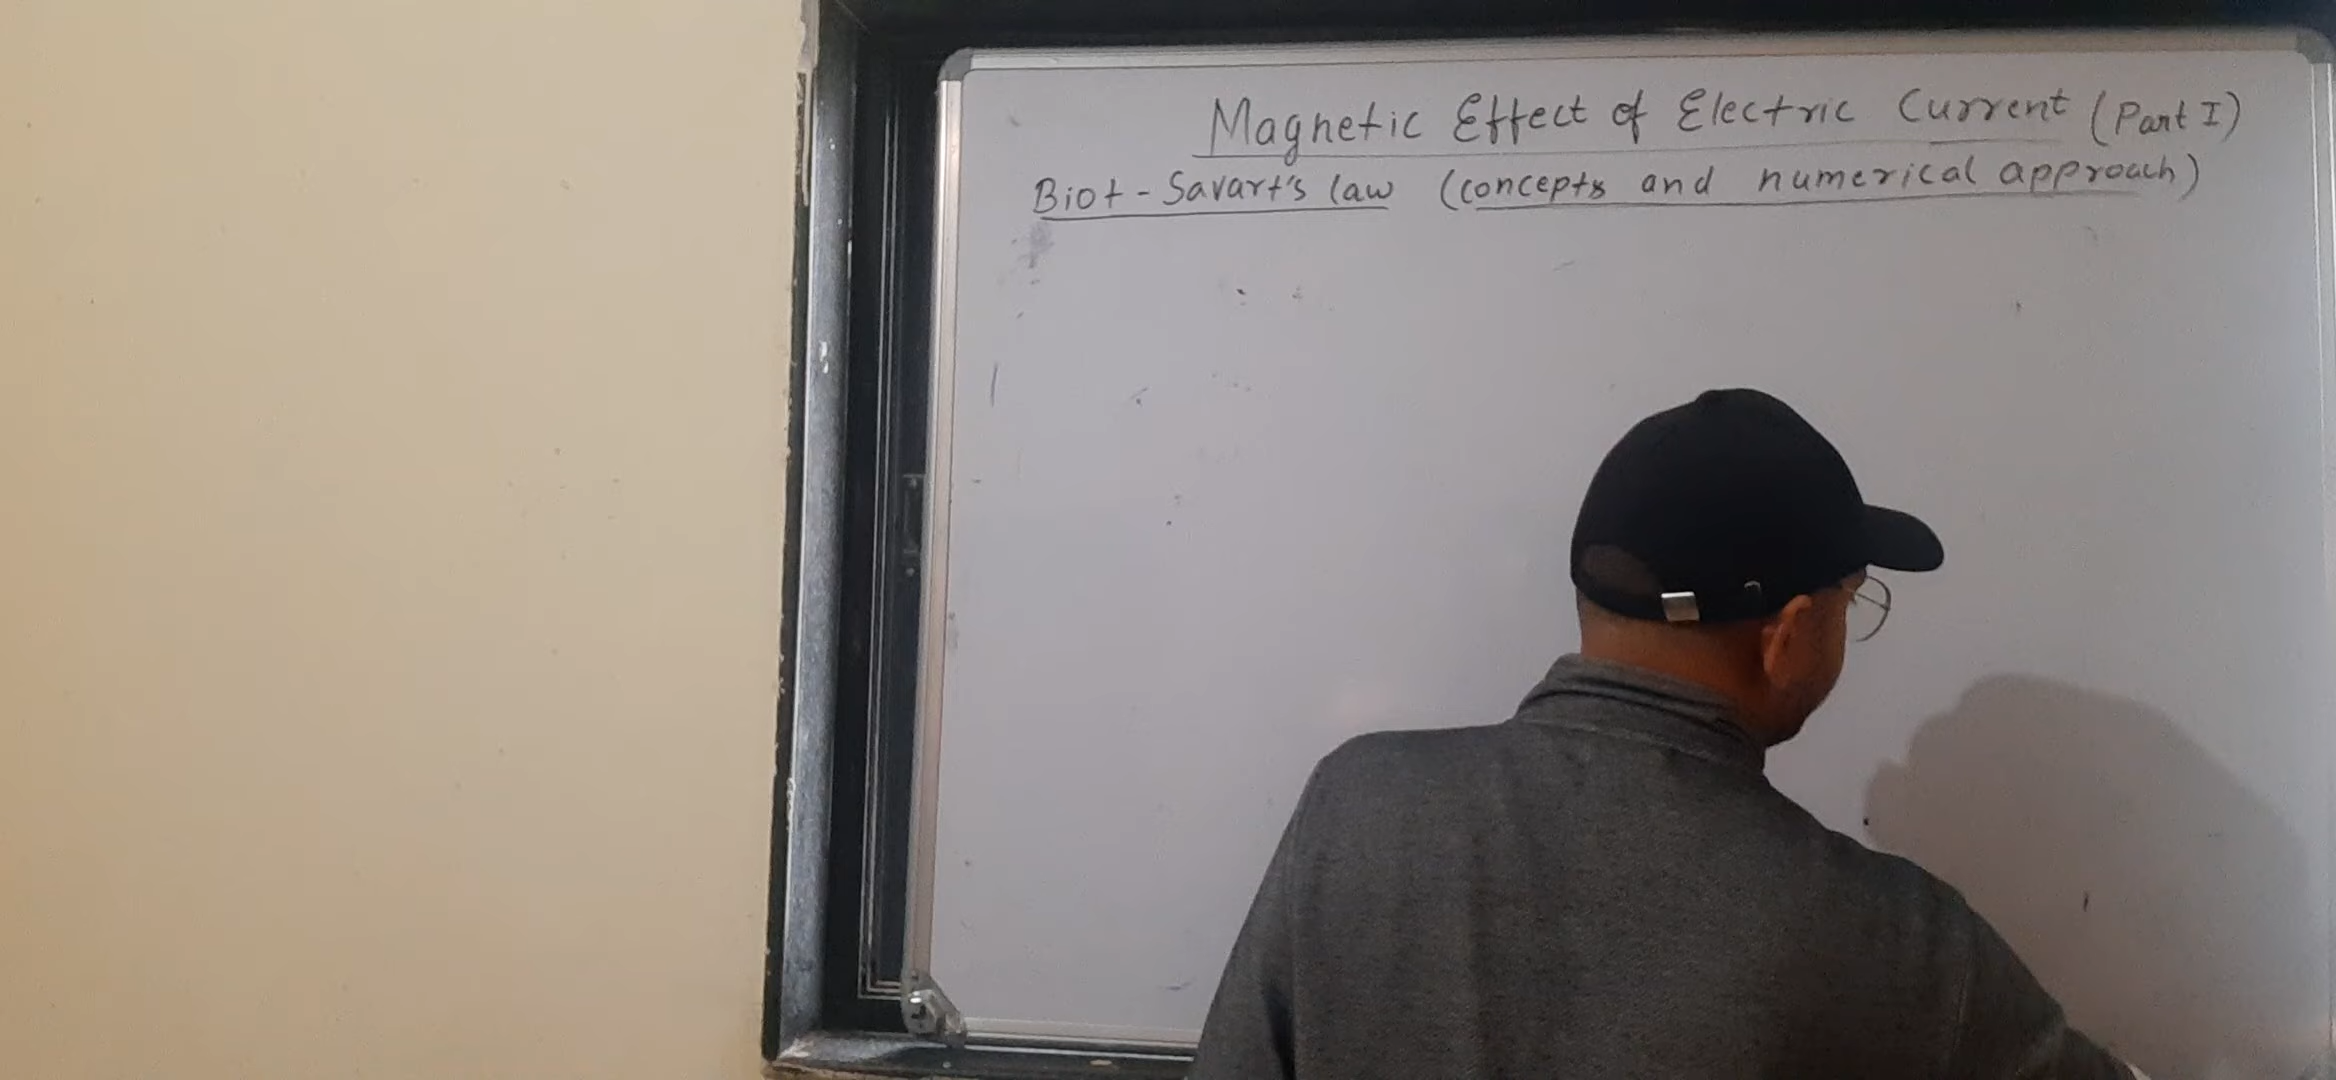 Magnetic Effect of Electric Current (Part I)
Biot-Savart's law (concepts and numerical approach)